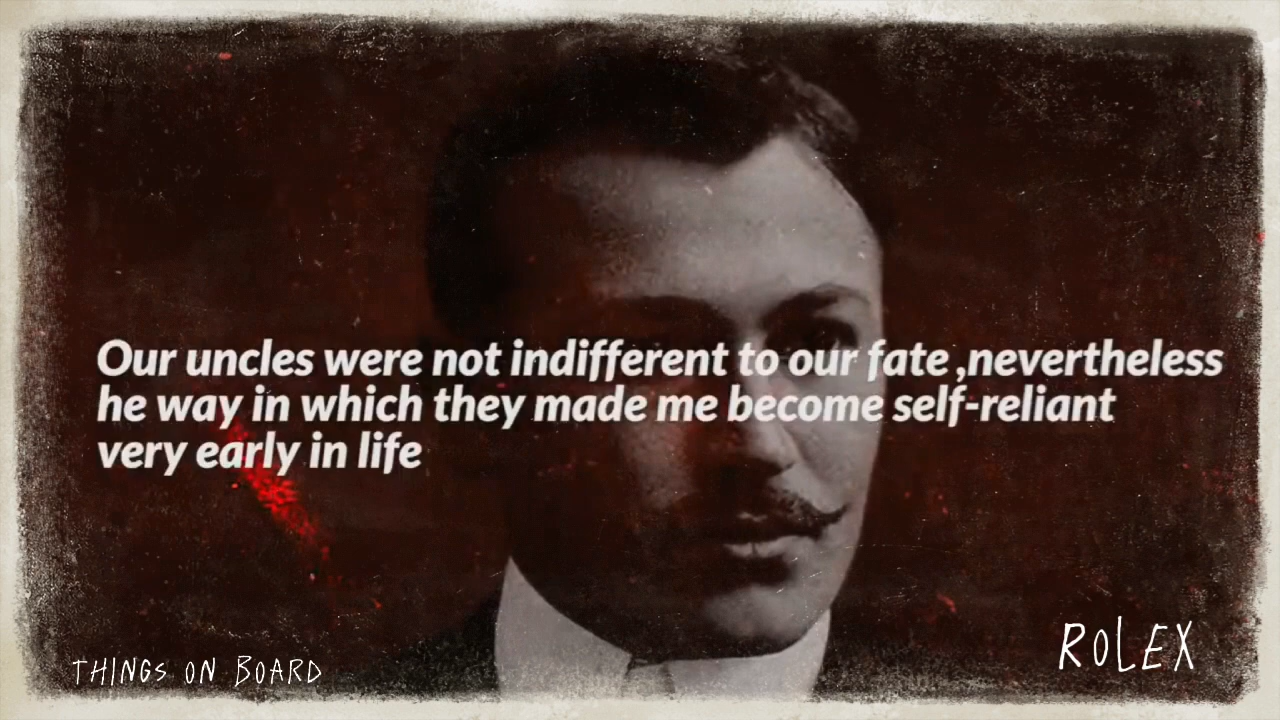 Our uncles were not indifferent to our fate ,nevertheless
he way in which they made me become self-reliant
very early in life
THINGS ON BOARD
ROLEX